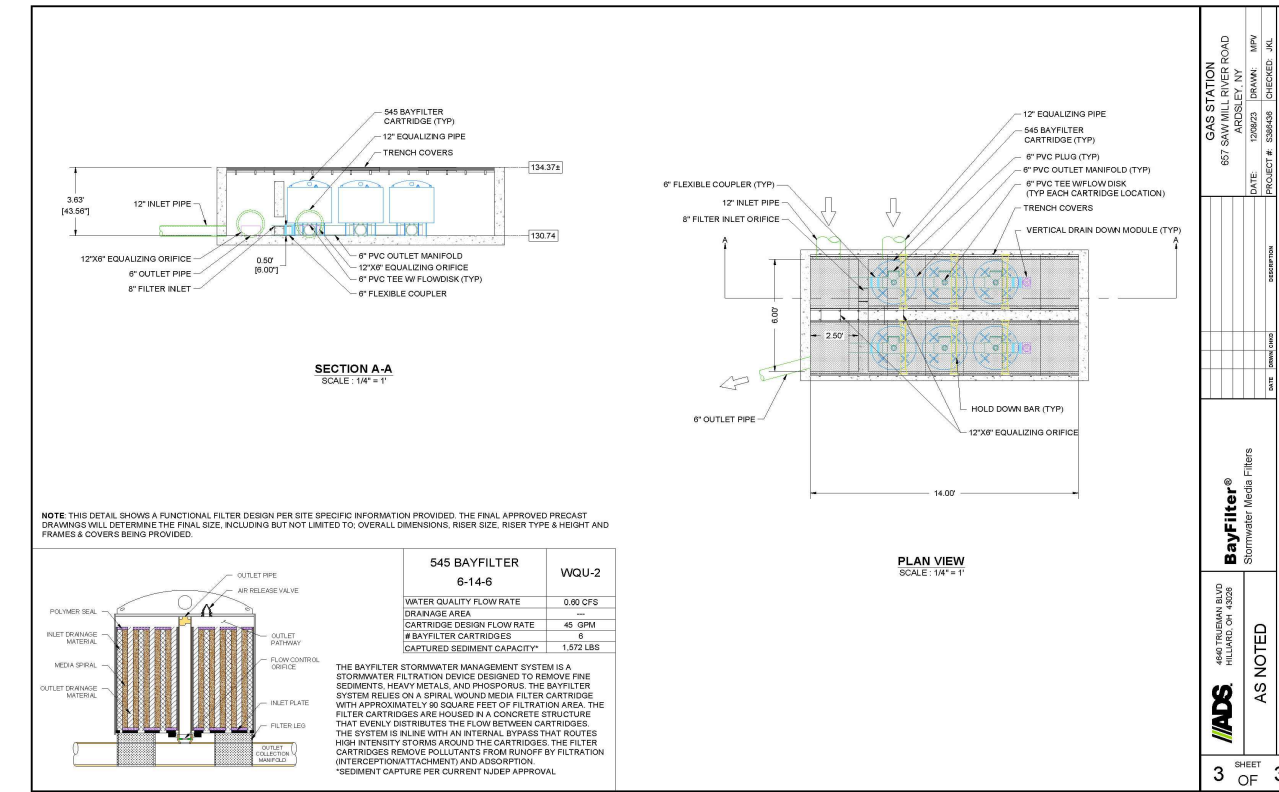 545 BAYFILTER
CARTRIDGE (TYP)
12" EQUALIZING PIPE
TRENCH COVERS
134.37±
3.63'
[43.56"]
12" INLET PIPE
130.74
12"X6" EQUALIZING ORIFICE
6" OUTLET PIPE
8" FILTER INLET
0.50'
[6.00"]
6" PVC OUTLET MANIFOLD
12"X6" EQUALIZING ORIFICE
6" PVC TEE W/ FLOWDISK (TYP)
6" FLEXIBLE COUPLER
SECTION A-A
SCALE : 1/4" = 1'
12" EQUALIZING PIPE
545 BAYFILTER
CARTRIDGE (TYP)
6" PVC PLUG (TYP)
6" PVC OUTLET MANIFOLD (TYP)
6" PVC TEE W/FLOW DISK
(TYP EACH CARTRIDGE LOCATION)
TRENCH COVERS
VERTICAL DRAIN DOWN MODULE (TYP)
6" FLEXIBLE COUPLER (TYP)
12" INLET PIPE
8" FILTER INLET ORIFICE
A
A
6.00'
2.50'
6" OUTLET PIPE
HOLD DOWN BAR (TYP)
12"X6" EQUALIZING ORIFICE
14.00'
PLAN VIEW
SCALE : 1/4" = 1'
NOTE: THIS DETAIL SHOWS A FUNCTIONAL FILTER DESIGN PER SITE SPECIFIC INFORMATION PROVIDED. THE FINAL APPROVED PRECAST
DRAWINGS WILL DETERMINE THE FINAL SIZE, INCLUDING BUT NOT LIMITED TO; OVERALL DIMENSIONS, RISER SIZE, RISER TYPE & HEIGHT AND
FRAMES & COVERS BEING PROVIDED.
OUTLET PIPE
AIR RELEASE VALVE
POLYMER SEAL
INLET DRAINAGE
MATERIAL
MEDIA SPIRAL
OUTLET DRAINAGE
MATERIAL
OUTLET
PATHWAY
FLOW CONTROL
ORIFICE
INLET PLATE
FILTER LEG
OUTLET
COLLECTION
MANIFOLD
545 BAYFILTER
6-14-6
WQU-2
WATER QUALITY FLOW RATE 0.60 CFS
DRAINAGE AREA ---
CARTRIDGE DESIGN FLOW RATE 45 GPM
# BAYFILTER CARTRIDGES 6
CAPTURED SEDIMENT CAPACITY* 1,572 LBS
THE BAYFILTER STORMWATER MANAGEMENT SYSTEM IS A
STORMWATER FILTRATION DEVICE DESIGNED TO REMOVE FINE
SEDIMENTS, HEAVY METALS, AND PHOSPORUS. THE BAYFILTER
SYSTEM RELIES ON A SPIRAL WOUND MEDIA FILTER CARTRIDGE
WITH APPROXIMATELY 90 SQUARE FEET OF FILTRATION AREA. THE
FILTER CARTRIDGES ARE HOUSED IN A CONCRETE STRUCTURE
THAT EVENLY DISTRIBUTES THE FLOW BETWEEN CARTRIDGES.
THE SYSTEM IS INLINE WITH AN INTERNAL BYPASS THAT ROUTES
HIGH INTENSITY STORMS AROUND THE CARTRIDGES. THE FILTER
CARTRIDGES REMOVE POLLUTANTS FROM RUNOFF BY FILTRATION
(INTERCEPTION/ATTACHMENT) AND ADSORPTION.
*SEDIMENT CAPTURE PER CURRENT NJDEP APPROVAL
GAS STATION
657 SAW MILL RIVER ROAD
ARDSLEY, NY
DATE: 12/08/23 DRAWN: MPV
PROJECT #: S386436 CHECKED: JKL
DATE DRWN CHKD DESCRIPTION
BayFilter®
Stormwater Media Filters
4640 TRUEMAN BLVD
HILLIARD, OH 43026
ADS
AS NOTED
SHEET
3 OF 3